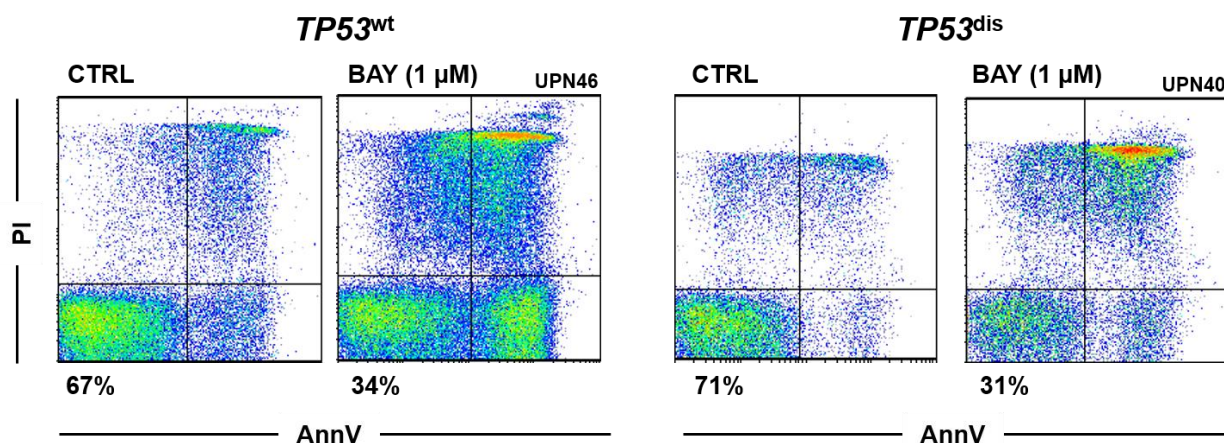 TP53wt
TP53dis
CTRL
BAY (1 µM)
UPN46
CTRL
BAY (1 µM)
UPN40
PI
67%
34%
71%
31%
AnnV
AnnV